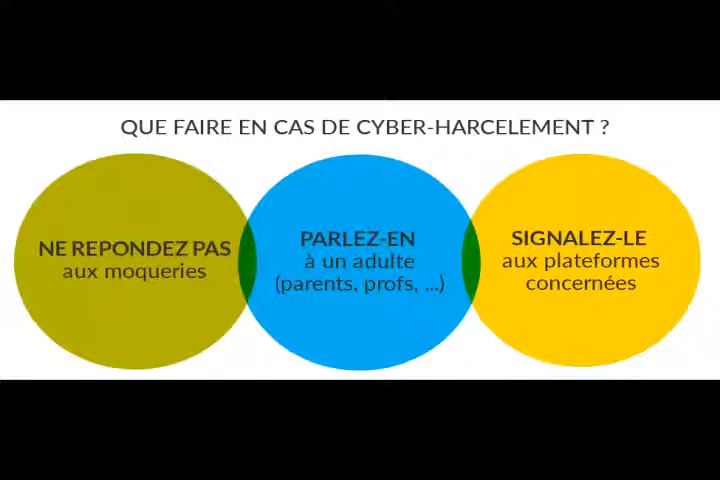 QUE FAIRE EN CAS DE CYBER-HARCELEMENT ?
NE REPONDEZ PAS
aux moqueries
PARLEZ-EN
à un adulte
(parents, profs, ...)
SIGNALEZ-LE
aux plateformes
concernées